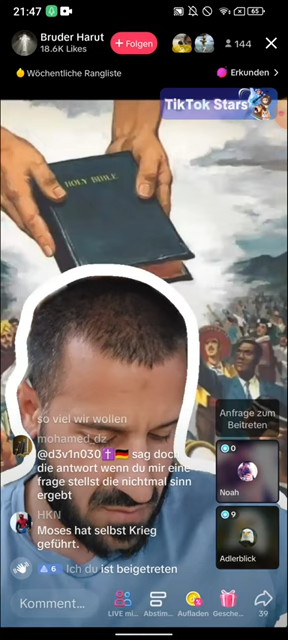 21:47
65
Bruder Harut
18.6K Likes
+ Folgen
144
Wöchentliche Rangliste
Erkunden >
TikTok Stars
HOLY BIBLE
so viel wir wollen
mohamed_dz
@d3v1n030✝️🇩🇪 sag doch
die antwort wenn du mir eine
frage stellst die nichtmal sinn
ergebt
HKN
Moses hat selbst Krieg
geführt.
6 Ich du ist beigetreten
Anfrage zum
Beitreten
0
Noah
9
Adlerblick
Komment...
LIVE mi...
Abstim...
Aufladen
Gesche...
39